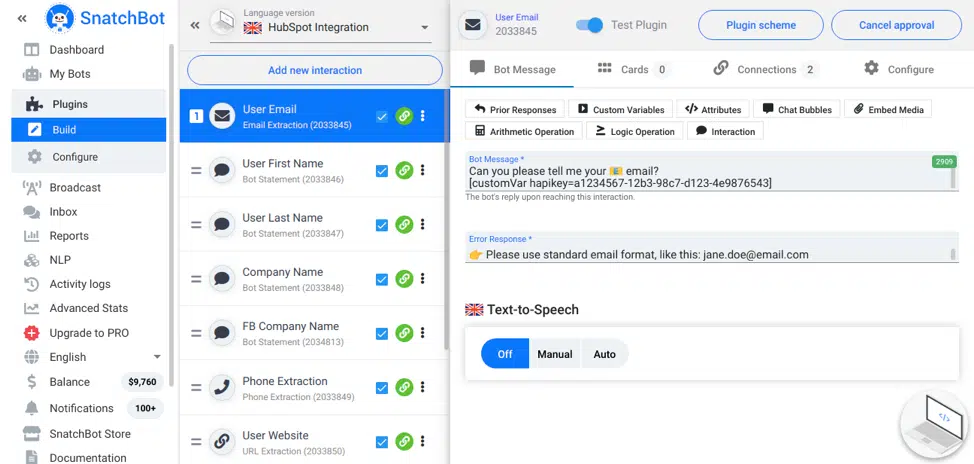 «
SnatchBot
Dashboard
My Bots
Plugins
Build
Configure
Broadcast
Inbox
Reports
NLP
Activity logs
Advanced Stats
Upgrade to PRO
English
Balance $9,760
Notifications 100+
SnatchBot Store
Documentation
«
Language version
HubSpot Integration
Add new interaction
1
User Email
Email Extraction (2033845)
User First Name
Bot Statement (2033846)
User Last Name
Bot Statement (2033847)
Company Name
Bot Statement (2033848)
FB Company Name
Bot Statement (2034813)
Phone Extraction
Phone Extraction (2033849)
User Website
URL Extraction (2033850)
User Email
2033845
Test Plugin
Plugin scheme
Cancel approval
Bot Message
Cards 0
Connections 2
Configure
Prior Responses
Custom Variables
</> Attributes
Chat Bubbles
Embed Media
Arithmetic Operation
Logic Operation
Interaction
Bot Message *
2909
Can you please tell me your 📧 email?
[customVar hapikey=a1234567-12b3-98c7-d123-4e9876543]
The bot's reply upon reaching this interaction.
Error Response *
👉 Please use standard email format, like this: jane.doe@email.com
🇬🇧 Text-to-Speech
Off Manual Auto
</>